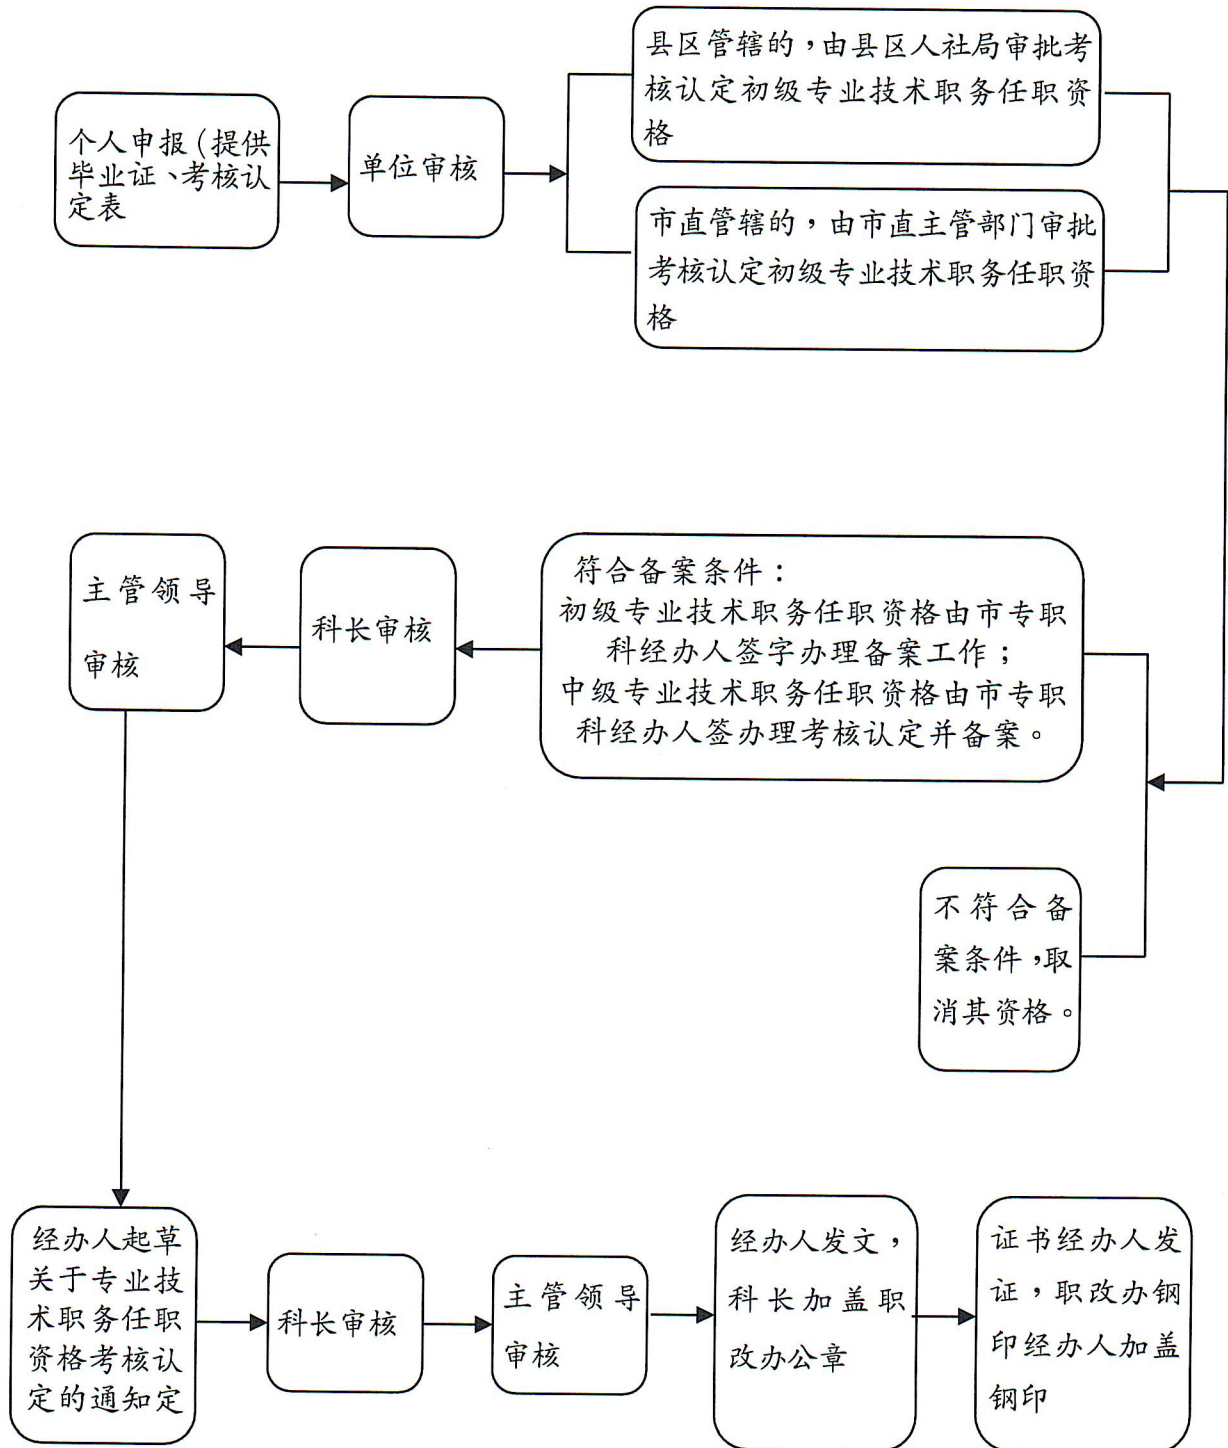 个人申报(提供
毕业证、考核认
定表
单位审核
县区管辖的，由县区人社局审批考
核认定初级专业技术职务任职资
格
市直管辖的，由市直主管部门审批
考核认定初级专业技术职务任职资
格
符合备案条件：
初级专业技术职务任职资格由市专职
科经办人签字办理备案工作；
中级专业技术职务任职资格由市专职
科经办人签办理考核认定并备案。
不符合备
案条件，取
消其资格。
科长审核
主管领导
审核
经办人起草
关于专业技
术职务任职
资格考核认
定的通知定
科长审核
主管领导
审核
经办人发文，
科长加盖职
改办公章
证书经办人发
证，职改办钢
印经办人加盖
钢印